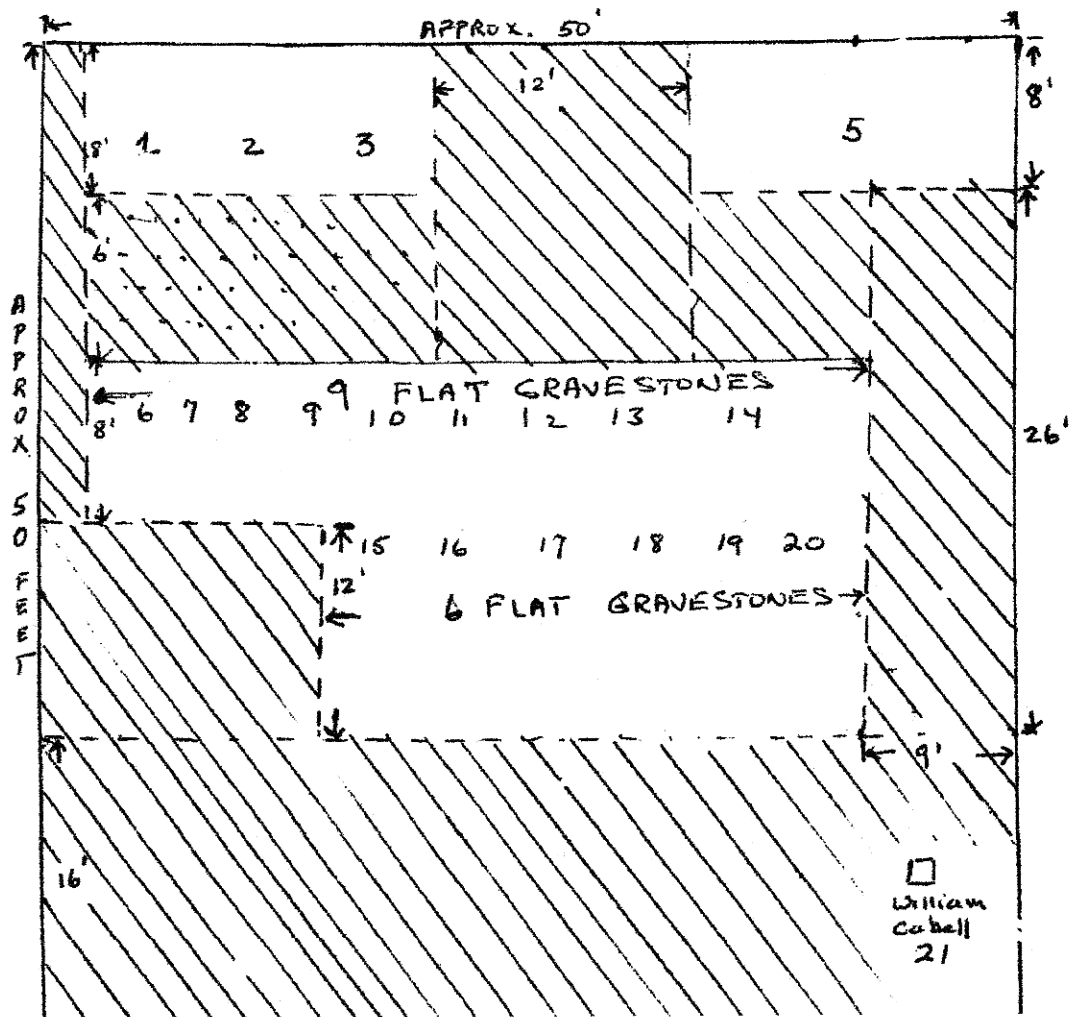 APPROX. 50'
12'
8'
5
8' 1 2 3
6'
APPROX 50 FEET
9 FLAT GRAVESTONES
8' 6 7 8 9 10 11 12 13 14
26'
15 16 17 18 19 20
12'
6 FLAT GRAVESTONES
9'
16'
William
Cabell
21